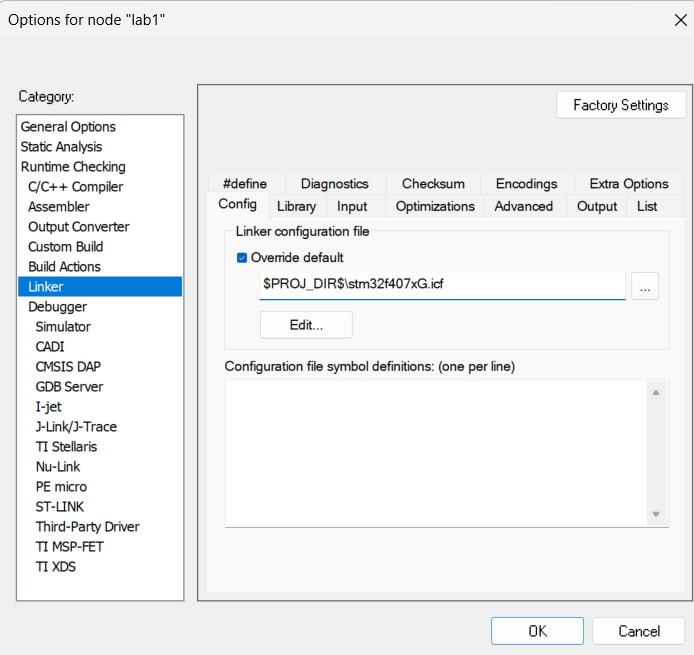 Options for node "lab1"
Category:
Factory Settings
General Options
Static Analysis
Runtime Checking
C/C++ Compiler
Assembler
Output Converter
Custom Build
Build Actions
Linker
Debugger
Simulator
CADI
CMSIS DAP
GDB Server
I-jet
J-Link/J-Trace
TI Stellaris
Nu-Link
PE micro
ST-LINK
Third-Party Driver
TI MSP-FET
TI XDS
#define Diagnostics Checksum Encodings Extra Options
Config Library Input Optimizations Advanced Output List
Linker configuration file
Override default
$PROJ_DIR$\stm32f407xG.icf
...
Edit...
Configuration file symbol definitions: (one per line)
OK Cancel